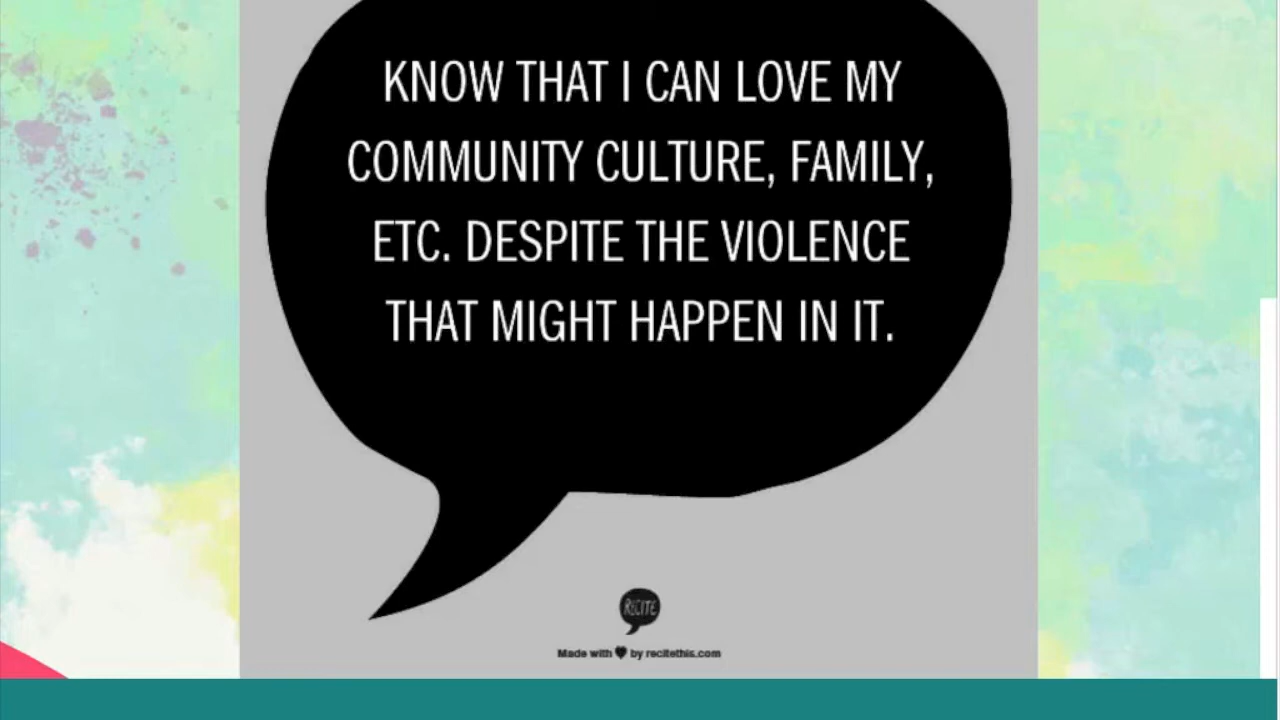 KNOW THAT I CAN LOVE MY
COMMUNITY CULTURE, FAMILY,
ETC. DESPITE THE VIOLENCE
THAT MIGHT HAPPEN IN IT.
RECITE
Made with ♥ by recitethis.com